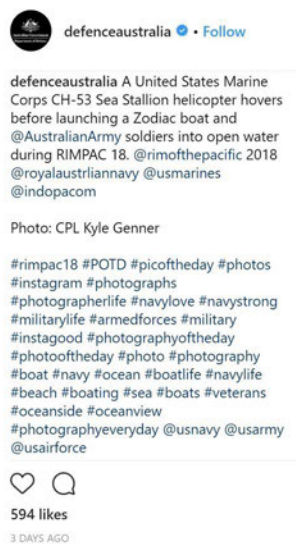 defenceaustralia • Follow
defenceaustralia A United States Marine
Corps CH-53 Sea Stallion helicopter hovers
before launching a Zodiac boat and
@AustralianArmy soldiers into open water
during RIMPAC 18. @rimofthepacific 2018
@royalaustrliannavy @usmarines
@indopacom
Photo: CPL Kyle Genner
#rimpac18 #POTD #picoftheday #photos
#instagram #photographs
#photographerlife #navylove #navystrong
#militarylife #armedforces #military
#instagood #photographyoftheday
#photooftheday #photo #photography
#boat #navy #ocean #boatlife #navylife
#beach #boating #sea #boats #veterans
#oceanside #oceanview
#photographyeveryday @usnavy @usarmy
@usairforce
594 likes
3 DAYS AGO